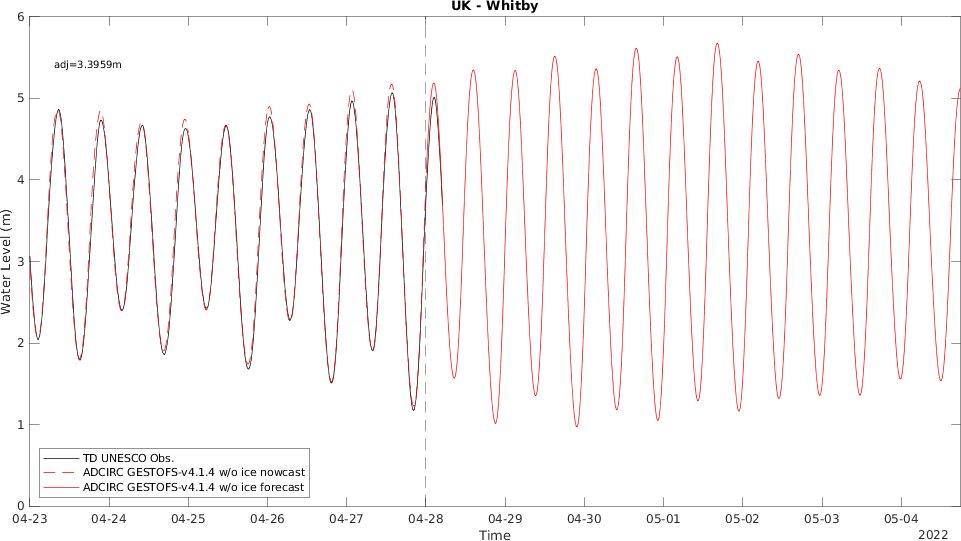 UK - Whitby
adj=3.3959m
Water Level (m)
6
5
4
3
2
1
0
TD UNESCO Obs.
ADCIRC GESTOFS-v4.1.4 w/o ice nowcast
ADCIRC GESTOFS-v4.1.4 w/o ice forecast
04-23 04-24 04-25 04-26 04-27 04-28 04-29 04-30 05-01 05-02 05-03 05-04
Time
2022